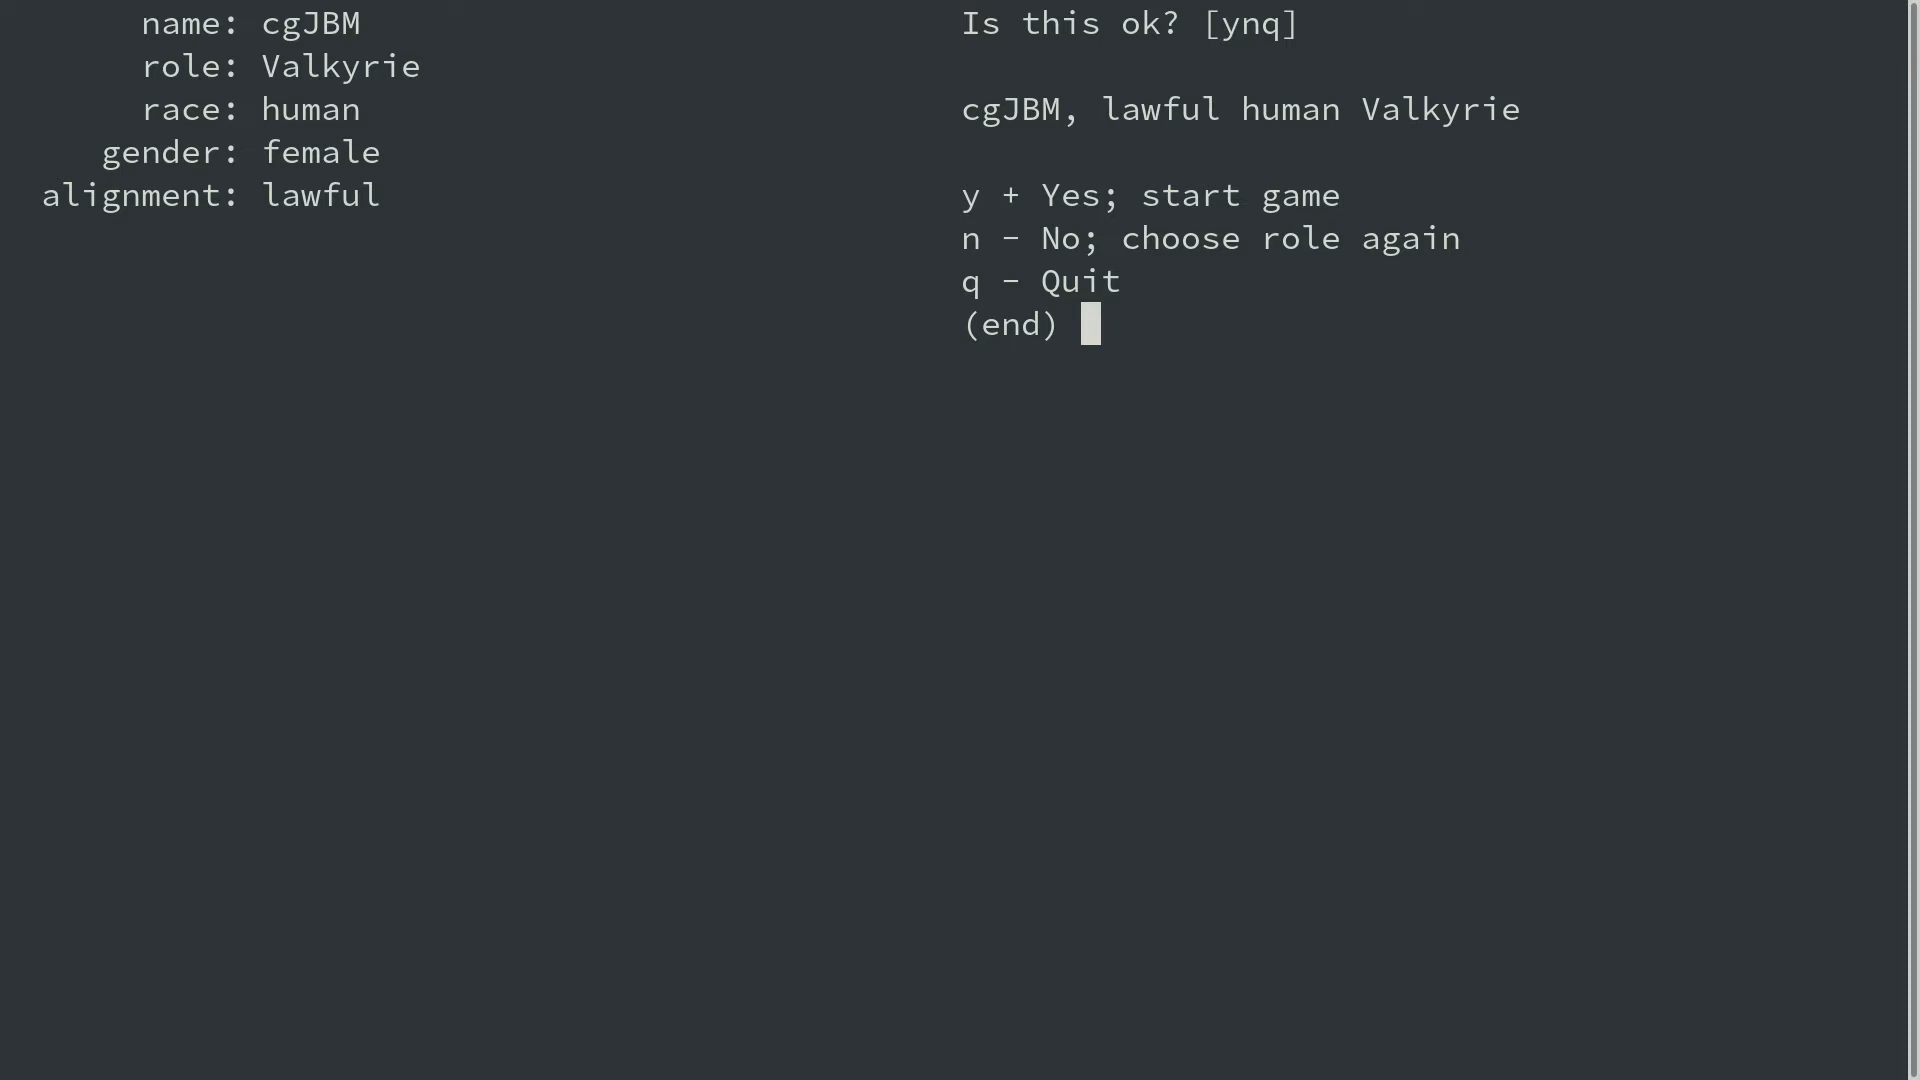 name: cgJBM
role: Valkyrie
race: human
gender: female
alignment: lawful
Is this ok? [ynq]
cgJBM, lawful human Valkyrie
y + Yes; start game
n - No; choose role again
q - Quit
(end)